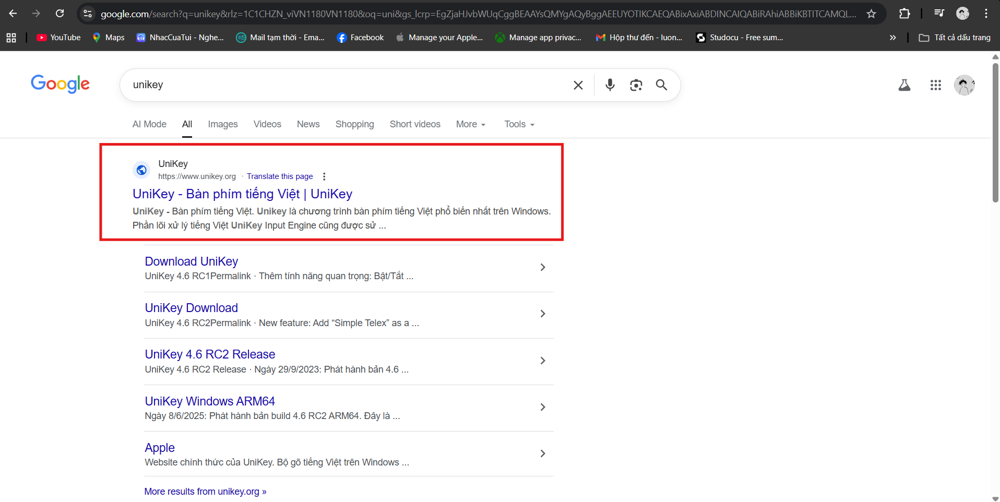 google.com/search?q=unikey&rlz=1C1CHZN_viVN1180VN1180&oq=uni&gs_lcrp=EgZjaHJvbWUqCggBEAAYsQMYgAQyBggAEEUYOTIKCAEQABixAxiABDINCAIQABiRAhiABBiKBTITCAMQL...
YouTube Maps NhacCuaTui - Nghe... Mail tạm thời - Ema... Facebook Manage your Apple... Manage app privac... Hộp thư đến - luon... Studocu - Free sum... » Tất cả dấu trang
Google unikey
AI Mode All Images Videos News Shopping Short videos More Tools
UniKey
https://www.unikey.org · Translate this page
UniKey - Bàn phím tiếng Việt | UniKey
UniKey - Bàn phím tiếng Việt. Unikey là chương trình bàn phím tiếng Việt phổ biến nhất trên Windows.
Phần lõi xử lý tiếng Việt UniKey Input Engine cũng được sử ...
Download UniKey
UniKey 4.6 RC1Permalink · Thêm tính năng quan trọng: Bật/Tắt ...
UniKey Download
UniKey 4.6 RC2Permalink · New feature: Add “Simple Telex” as a ...
UniKey 4.6 RC2 Release
UniKey 4.6 RC2 Release · Ngày 29/9/2023: Phát hành bản 4.6 ...
UniKey Windows ARM64
Ngày 8/6/2025: Phát hành bản build 4.6 RC2 ARM64. Đây là ...
Apple
Website chính thức của UniKey. Bộ gõ tiếng Việt trên Windows ...
More results from unikey.org »